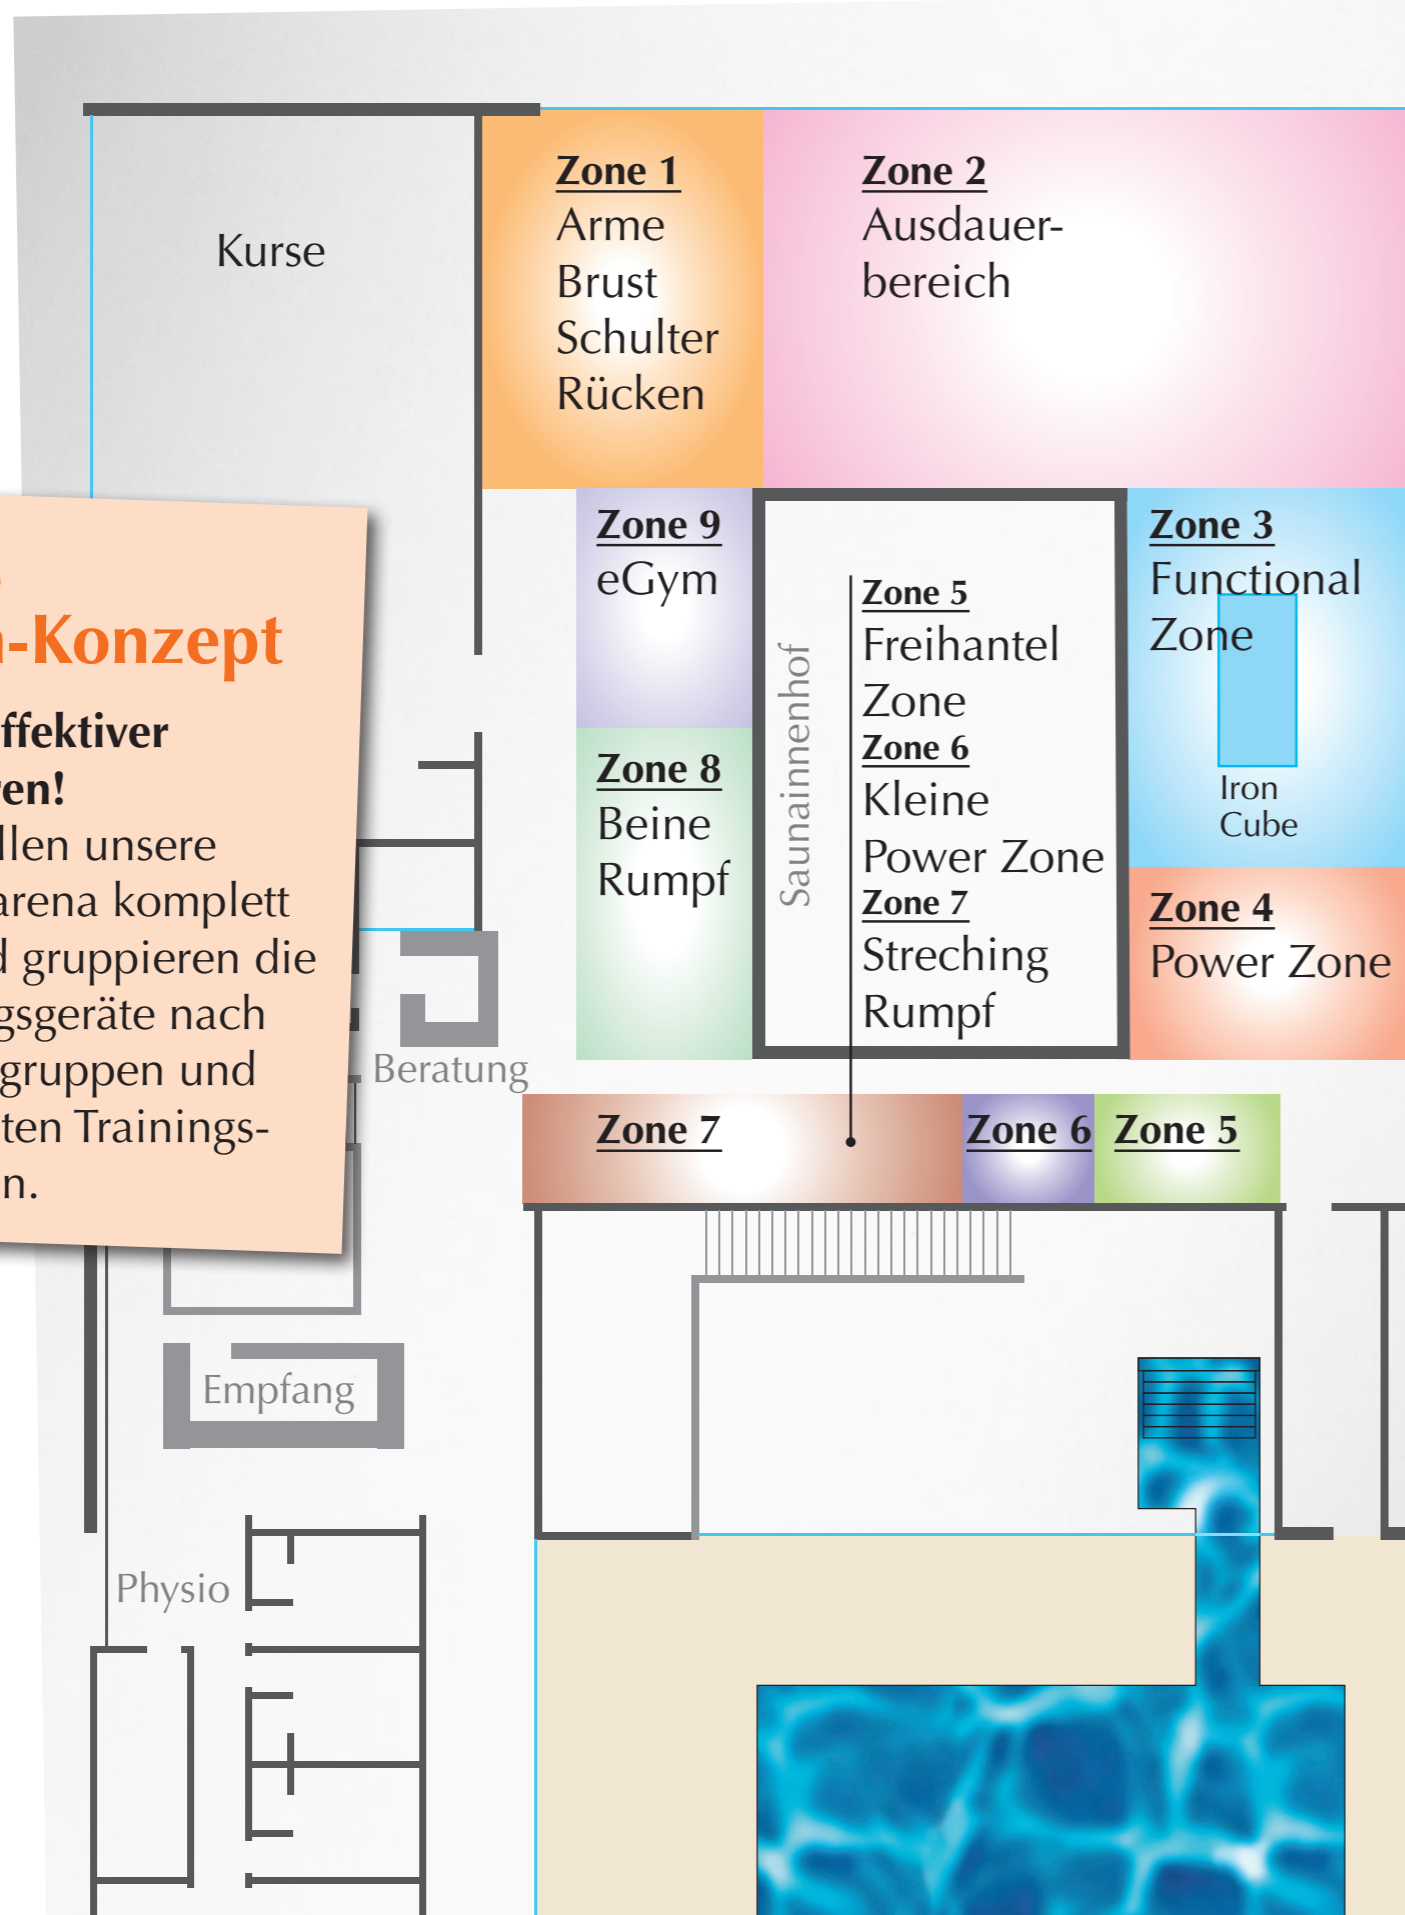 Kurse
Zone 1
Arme
Brust
Schulter
Rücken
Zone 2
Ausdauer-
bereich
Zone 9
eGym
Zone 8
Beine
Rumpf
Saunainnenhof
Zone 5
Freihantel
Zone
Zone 6
Kleine
Power Zone
Zone 7
Streching
Rumpf
Zone 3
Functional
Zone
Iron
Cube
Zone 4
Power Zone
-Konzept
ffektiver
en!
llen unsere
arena komplett
gruppieren die
gsgeräte nach
gruppen und
ten Trainings-
n.
Beratung
Zone 7
Zone 6
Zone 5
Empfang
Physio